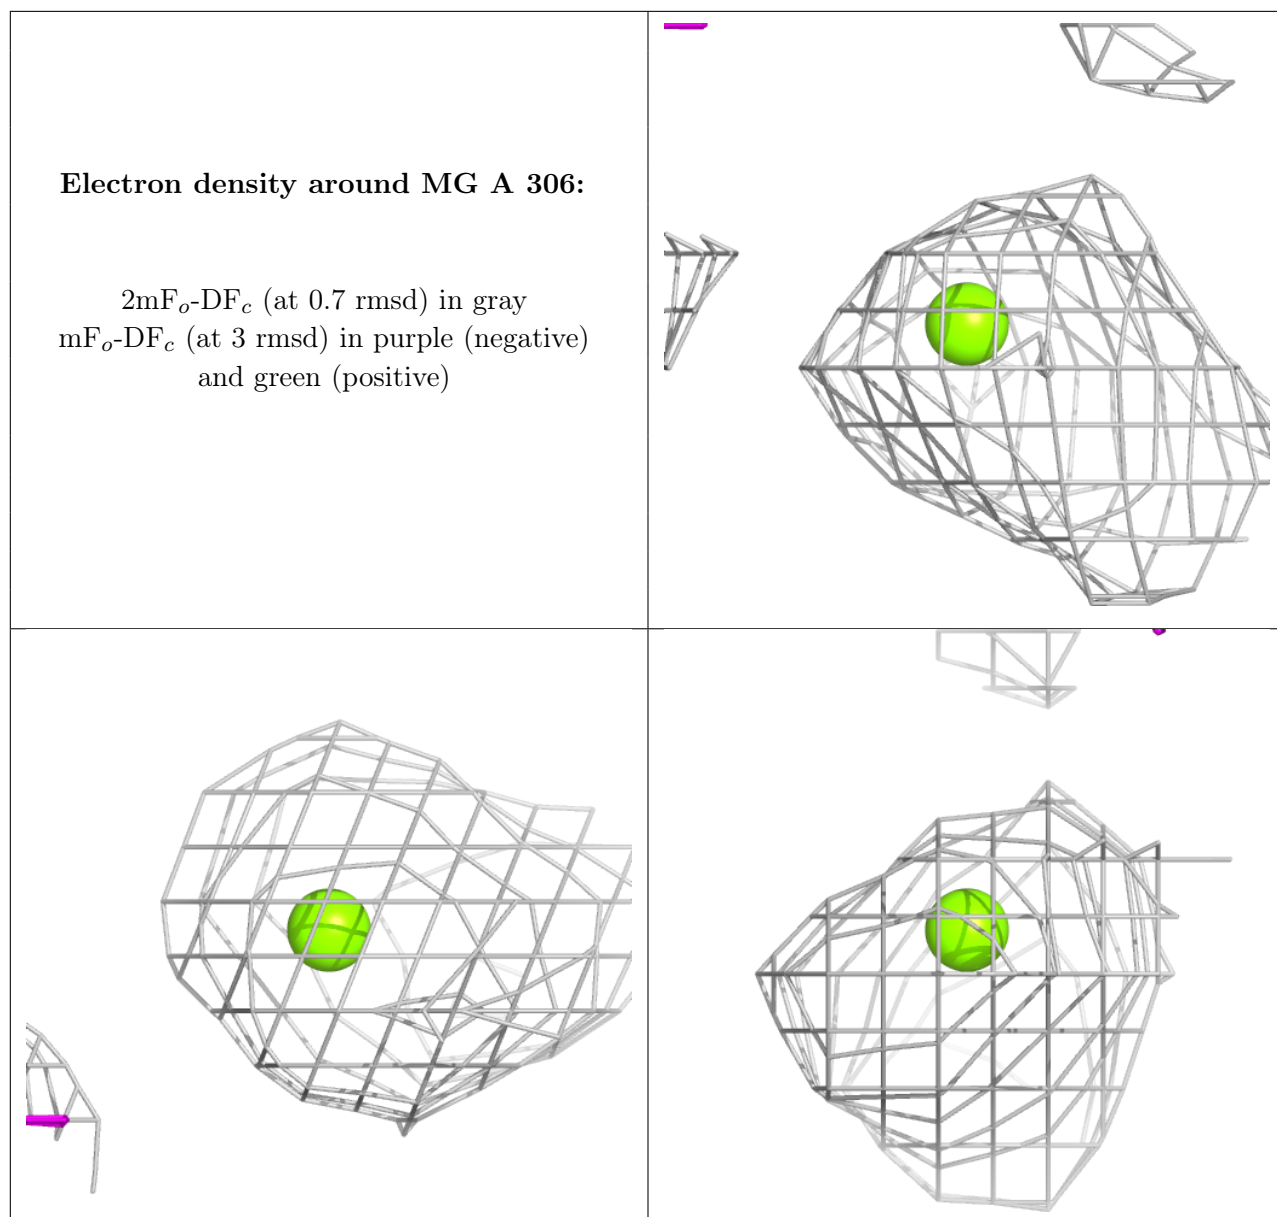 Electron density around MG A 306:
2mFo-DFc (at 0.7 rmsd) in gray
mFo-DFc (at 3 rmsd) in purple (negative)
and green (positive)